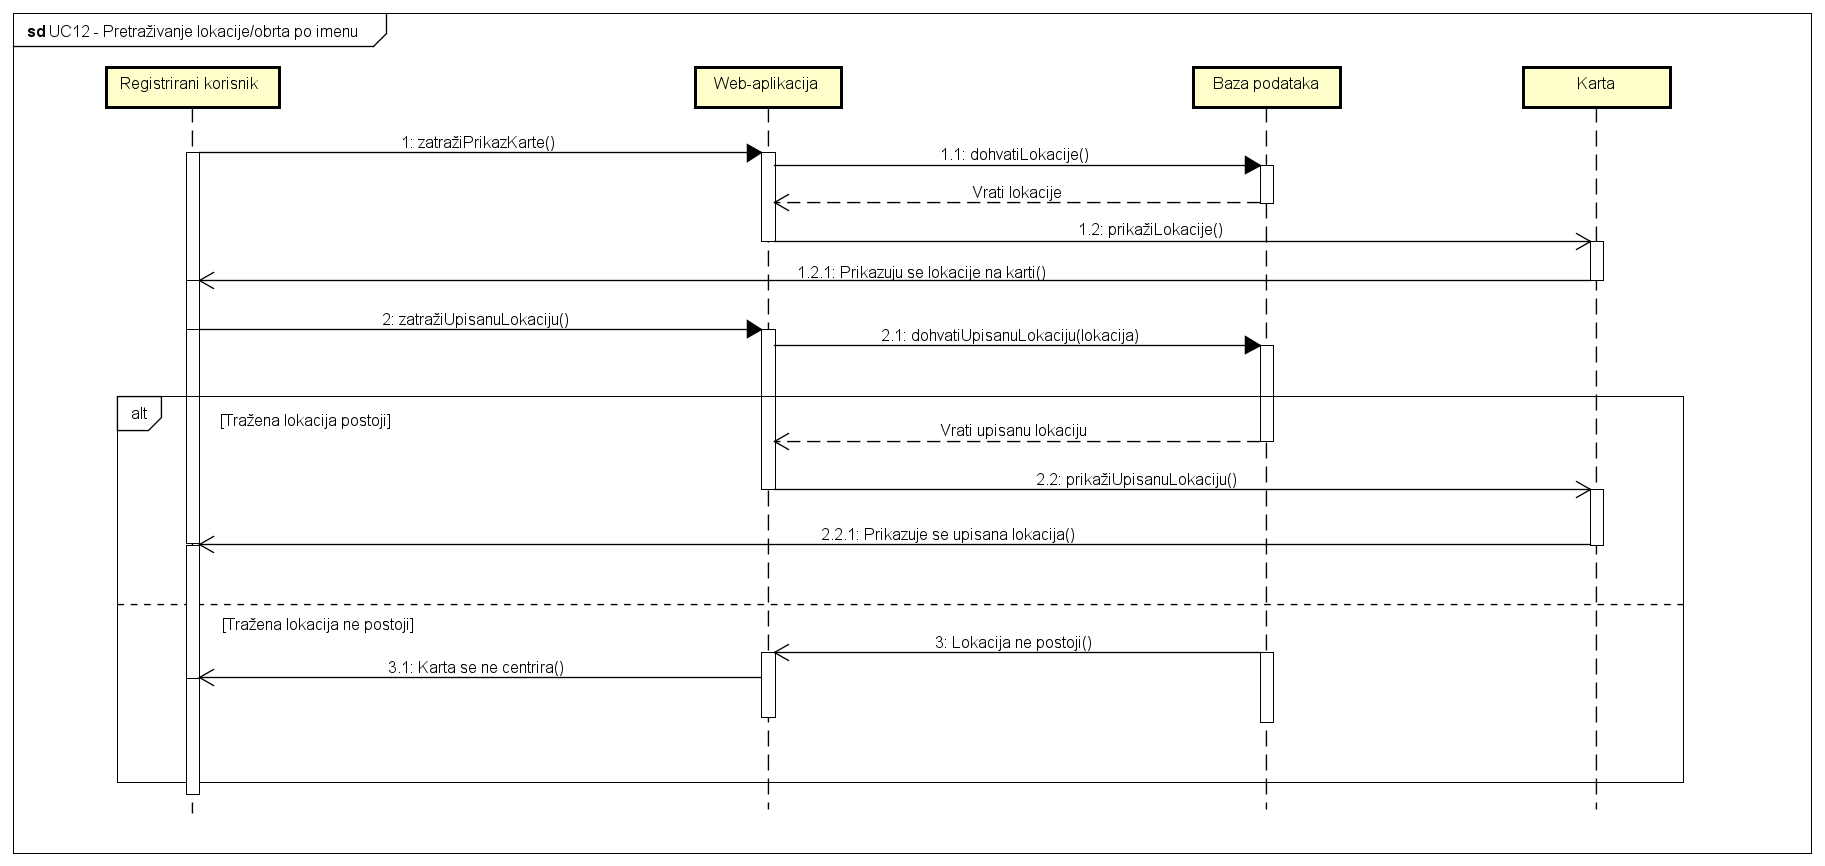 sd UC12 - Pretraživanje lokacije/obrta po imenu
Registrirani korisnik
Web-aplikacija
Baza podataka
Karta
1: zatražiPrikazKarte()
1.1: dohvatiLokacije()
Vrati lokacije
1.2: prikažiLokacije()
1.2.1: Prikazuju se lokacije na karti()
2: zatražiUpisanuLokaciju()
2.1: dohvatiUpisanuLokaciju(lokacija)
alt
[Tražena lokacija postoji]
Vrati upisanu lokaciju
2.2: prikažiUpisanuLokaciju()
2.2.1: Prikazuje se upisana lokacija()
[Tražena lokacija ne postoji]
3: Lokacija ne postoji()
3.1: Karta se ne centrira()